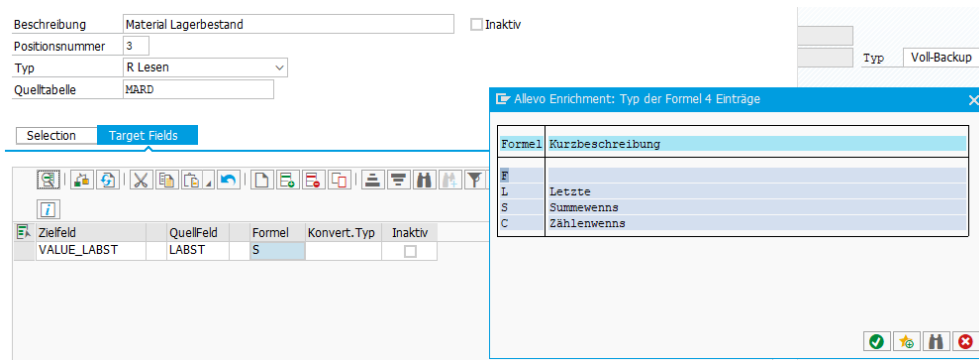 Beschreibung Material Lagerbestand Inaktiv
Positionsnummer 3
Typ R Lesen
Quelltabelle MARD
Selection Target Fields
Zielfeld QuellFeld Formel Konvert.Typ Inaktiv
VALUE_LABST LABST S
Typ Voll-Backup
Allevo Enrichment: Typ der Formel 4 Einträge
Formel Kurzbeschreibung
F
L Letzte
S Summewenns
C Zählenwenns